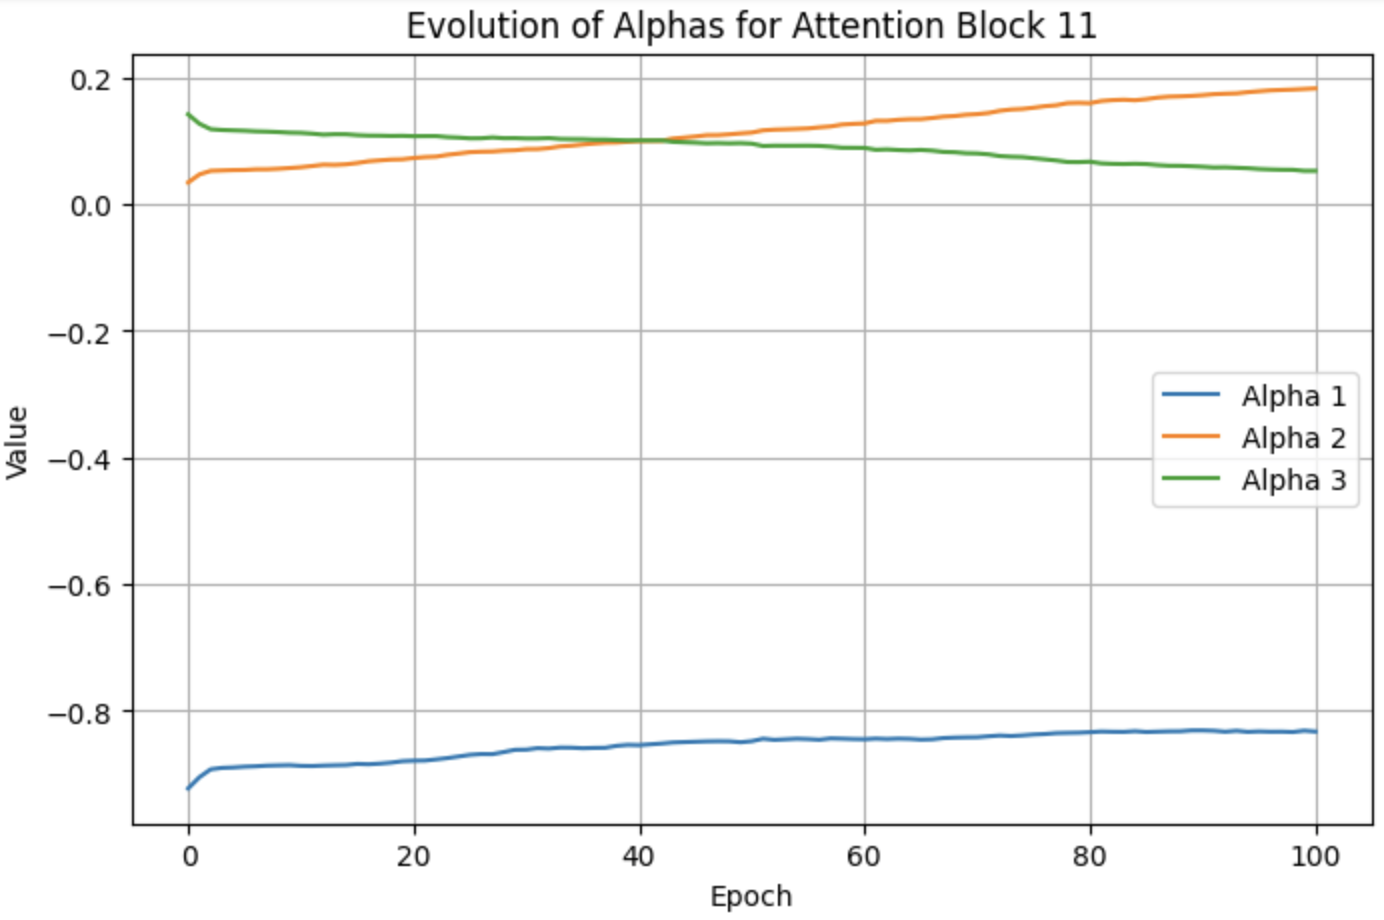 Evolution of Alphas for Attention Block 11
0.2
0.0
−0.2
−0.4
−0.6
−0.8
Value
Alpha 1
Alpha 2
Alpha 3
0 20 40 60 80 100
Epoch